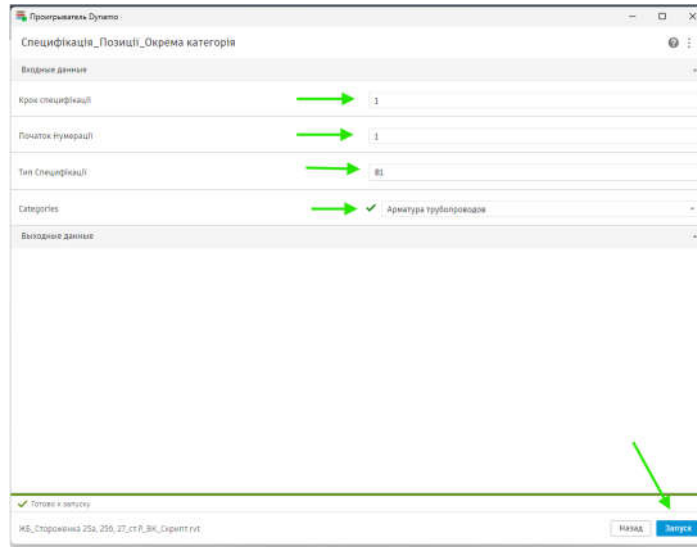 Проигрыватель Dynamo
Специфікація_Позиції_Окрема категорія
Входные данные
Крок специфікації
1
Початок Нумерації
1
Тип Специфікації
В1
Categories
Арматура трубопроводов
Выходные данные
Готово к запуску
ЖБ_Стороженка 25а, 25б, 27_ст.Р_ВК_Скрипт.rvt
Назад
Запуск